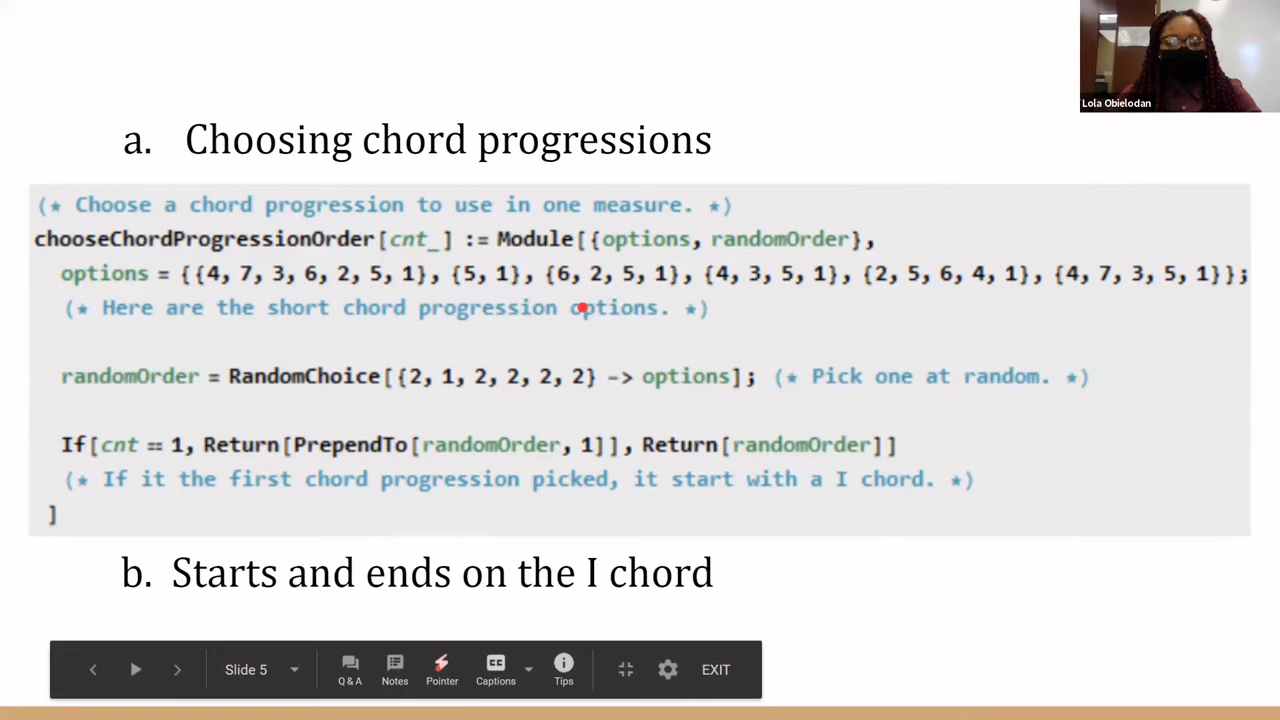 Lola Obielodan
a. Choosing chord progressions
(* Choose a chord progression to use in one measure. *)
chooseChordProgressionOrder[cnt_] := Module[{options, randomOrder},
options = {{4, 7, 3, 6, 2, 5, 1}, {5, 1}, {6, 2, 5, 1}, {4, 3, 5, 1}, {2, 5, 6, 4, 1}, {4, 7, 3, 5, 1}};
(* Here are the short chord progression options. *)
randomOrder = RandomChoice[{2, 1, 2, 2, 2, 2} -> options]; (* Pick one at random. *)
If[cnt == 1, Return[PrependTo[randomOrder, 1]], Return[randomOrder]]
(* If it the first chord progression picked, it start with a I chord. *)
]
b. Starts and ends on the I chord
Slide 5
Q & A
Notes
Pointer
CC
Captions
Tips
EXIT